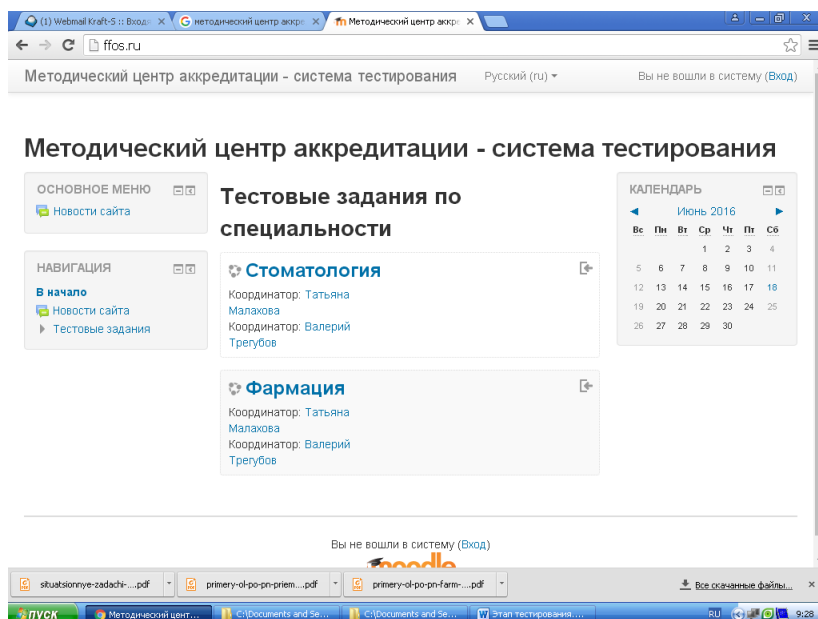 (1) Webmail Kraft-S :: Входя
методический центр аккре
Методический центр аккре
ffos.ru
Методический центр аккредитации - система тестирования Русский (ru) Вы не вошли в систему (Вход)
Методический центр аккредитации - система тестирования
ОСНОВНОЕ МЕНЮ
Новости сайта
НАВИГАЦИЯ
В начало
Новости сайта
Тестовые задания
Тестовые задания по
специальности
Стоматология
Координатор: Татьяна
Малахова
Координатор: Валерий
Трегубов
Фармация
Координатор: Татьяна
Малахова
Координатор: Валерий
Трегубов
КАЛЕНДАРЬ
Июнь 2016
Вс Пн Вт Ср Чт Пт Сб
1 2 3 4
5 6 7 8 9 10 11
12 13 14 15 16 17 18
19 20 21 22 23 24 25
26 27 28 29 30
Вы не вошли в систему (Вход)
moodle
situatsionnye-zadachi-....pdf
primery-ol-po-pn-priem....pdf
primery-ol-po-pn-farm-....pdf
Все скачанные файлы...
пуск
Методический цент...
C:\Documents and Se...
C:\Documents and Se...
Этап тестирования....
RU
9:28